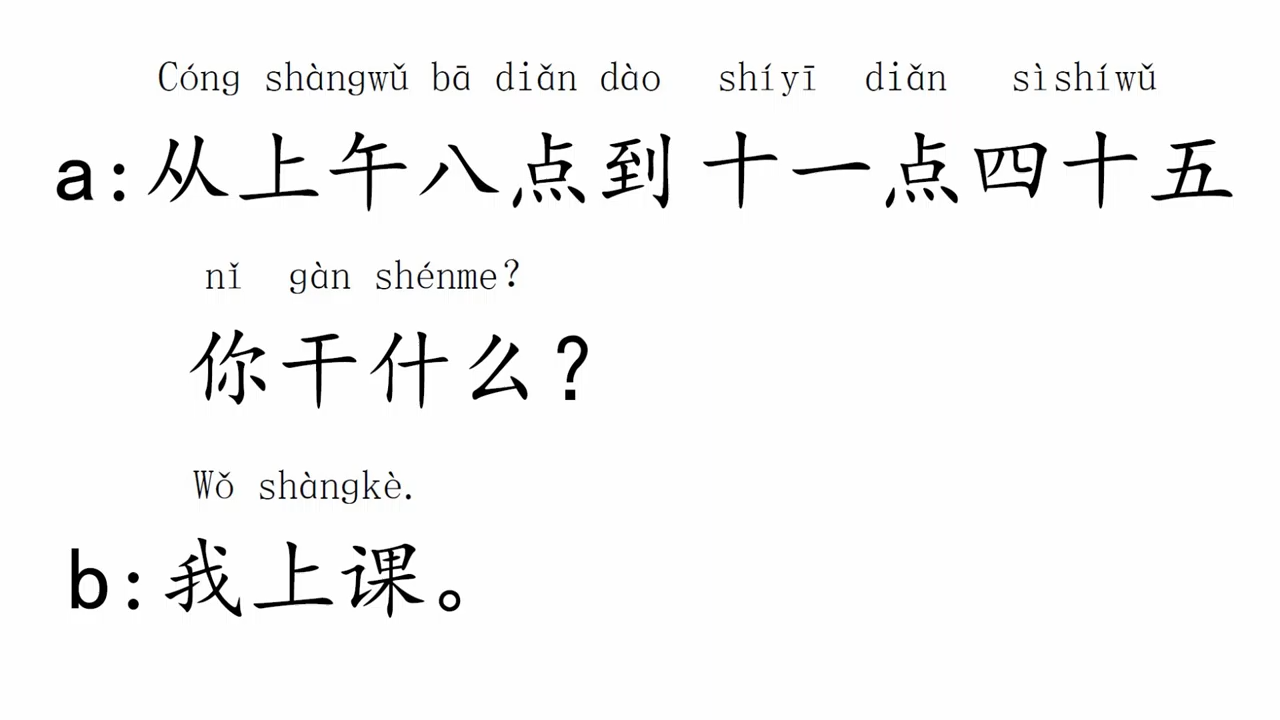 Cóng shàngwǔ bā diǎn dào shíyī diǎn sìshíwǔ
a:从上午八点到十一点四十五
nǐ gàn shénme?
你干什么?
Wǒ shàngkè.
b:我上课。